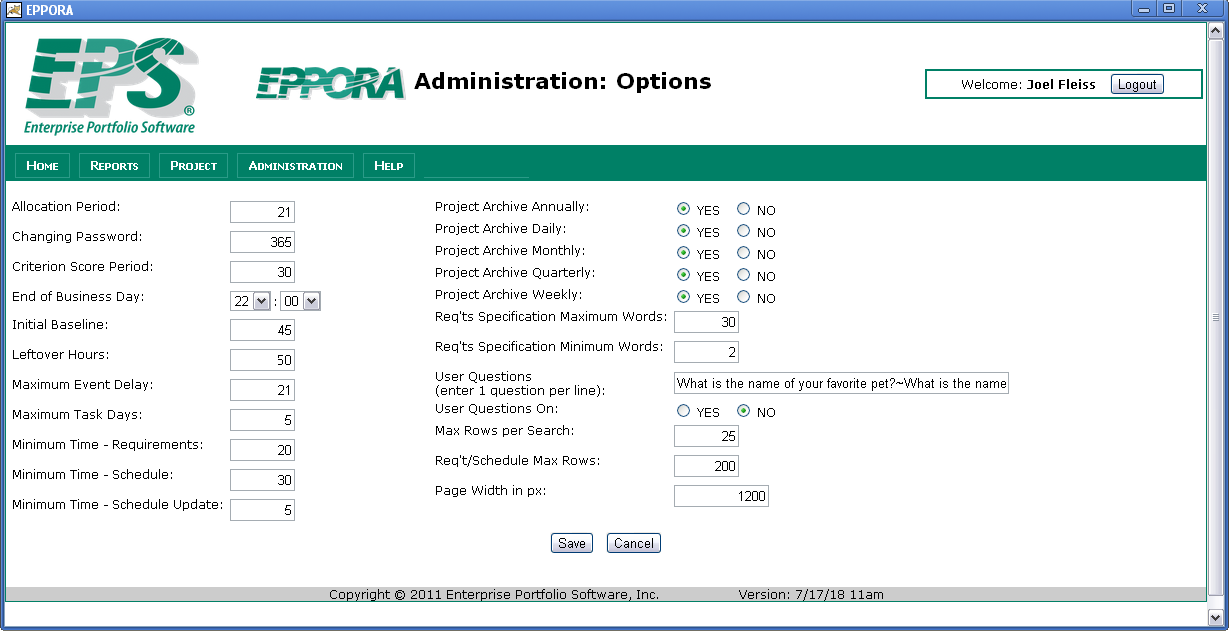 EPPORA
EPS®
Enterprise Portfolio Software
EPPORA Administration: Options
Welcome: Joel Fleiss Logout
Home Reports Project Administration Help
Allocation Period: 21
Changing Password: 365
Criterion Score Period: 30
End of Business Day: 22 : 00
Initial Baseline: 45
Leftover Hours: 50
Maximum Event Delay: 21
Maximum Task Days: 5
Minimum Time - Requirements: 20
Minimum Time - Schedule: 30
Minimum Time - Schedule Update: 5
Project Archive Annually: YES NO
Project Archive Daily: YES NO
Project Archive Monthly: YES NO
Project Archive Quarterly: YES NO
Project Archive Weekly: YES NO
Req'ts Specification Maximum Words: 30
Req'ts Specification Minimum Words: 2
User Questions
(enter 1 question per line): What is the name of your favorite pet?~What is the name
User Questions On: YES NO
Max Rows per Search: 25
Req't/Schedule Max Rows: 200
Page Width in px: 1200
Save Cancel
Copyright © 2011 Enterprise Portfolio Software, Inc. Version: 7/17/18 11am